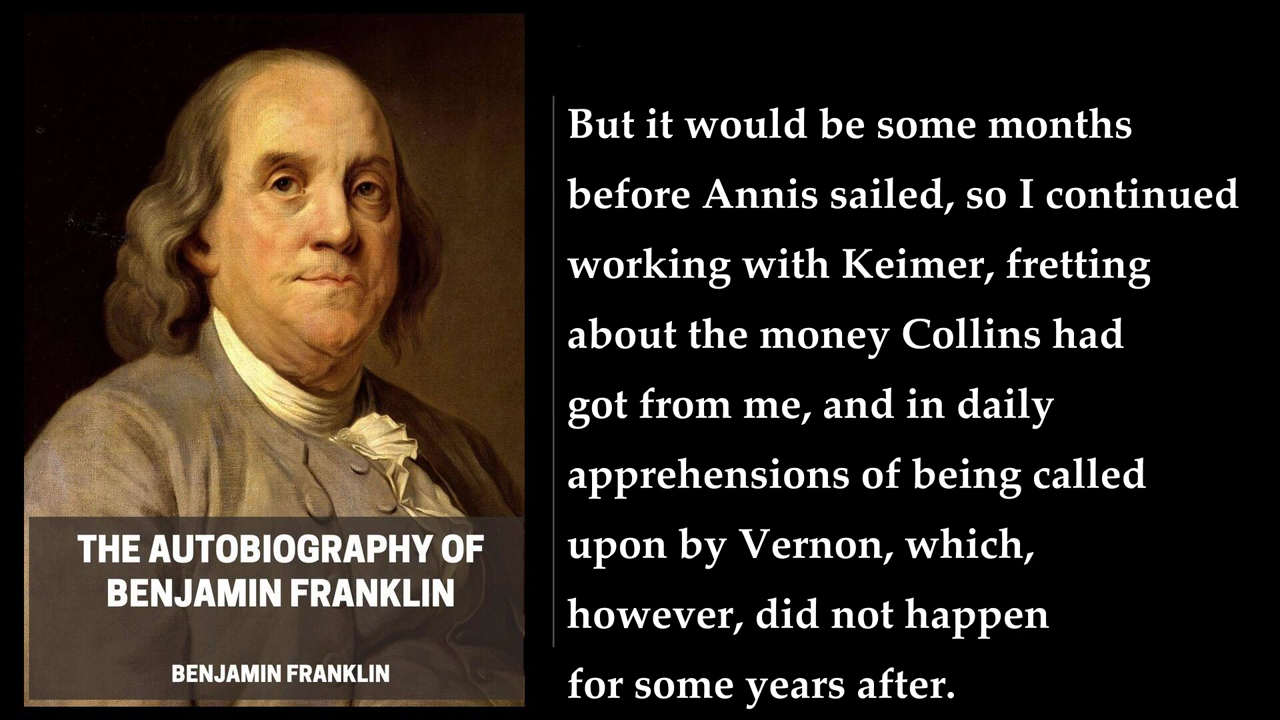 THE AUTOBIOGRAPHY OF
BENJAMIN FRANKLIN
BENJAMIN FRANKLIN
But it would be some months
before Annis sailed, so I continued
working with Keimer, fretting
about the money Collins had
got from me, and in daily
apprehensions of being called
upon by Vernon, which,
however, did not happen
for some years after.